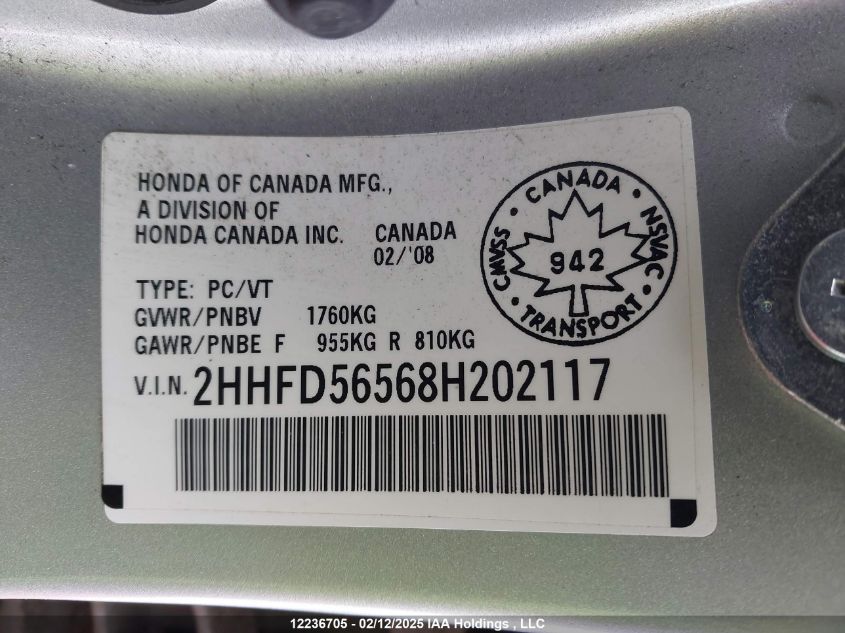 HONDA OF CANADA MFG.,
A DIVISION OF
HONDA CANADA INC. CANADA
02/'08
TYPE: PC/VT
GVWR/PNBV 1760KG
GAWR/PNBE F 955KG R 810KG
V.I.N. 2HHFD56568H202117
CANADA
CMVSS
942
NSVAC
TRANSPORT
12236705 - 02/12/2025 IAA Holdings , LLC